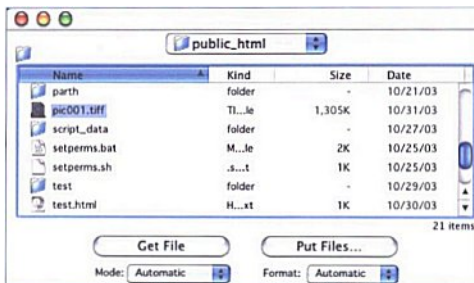 public_html
Name Kind Size Date
parth folder - 10/21/03
pic001.tiff TI...le 1,305K 10/31/03
script_data folder - 10/27/03
setperms.bat M...le 2K 10/25/03
setperms.sh .s...t 1K 10/25/03
test folder - 10/29/03
test.html H...xt 1K 10/30/03
21 items
Get File Put Files...
Mode: Automatic Format: Automatic